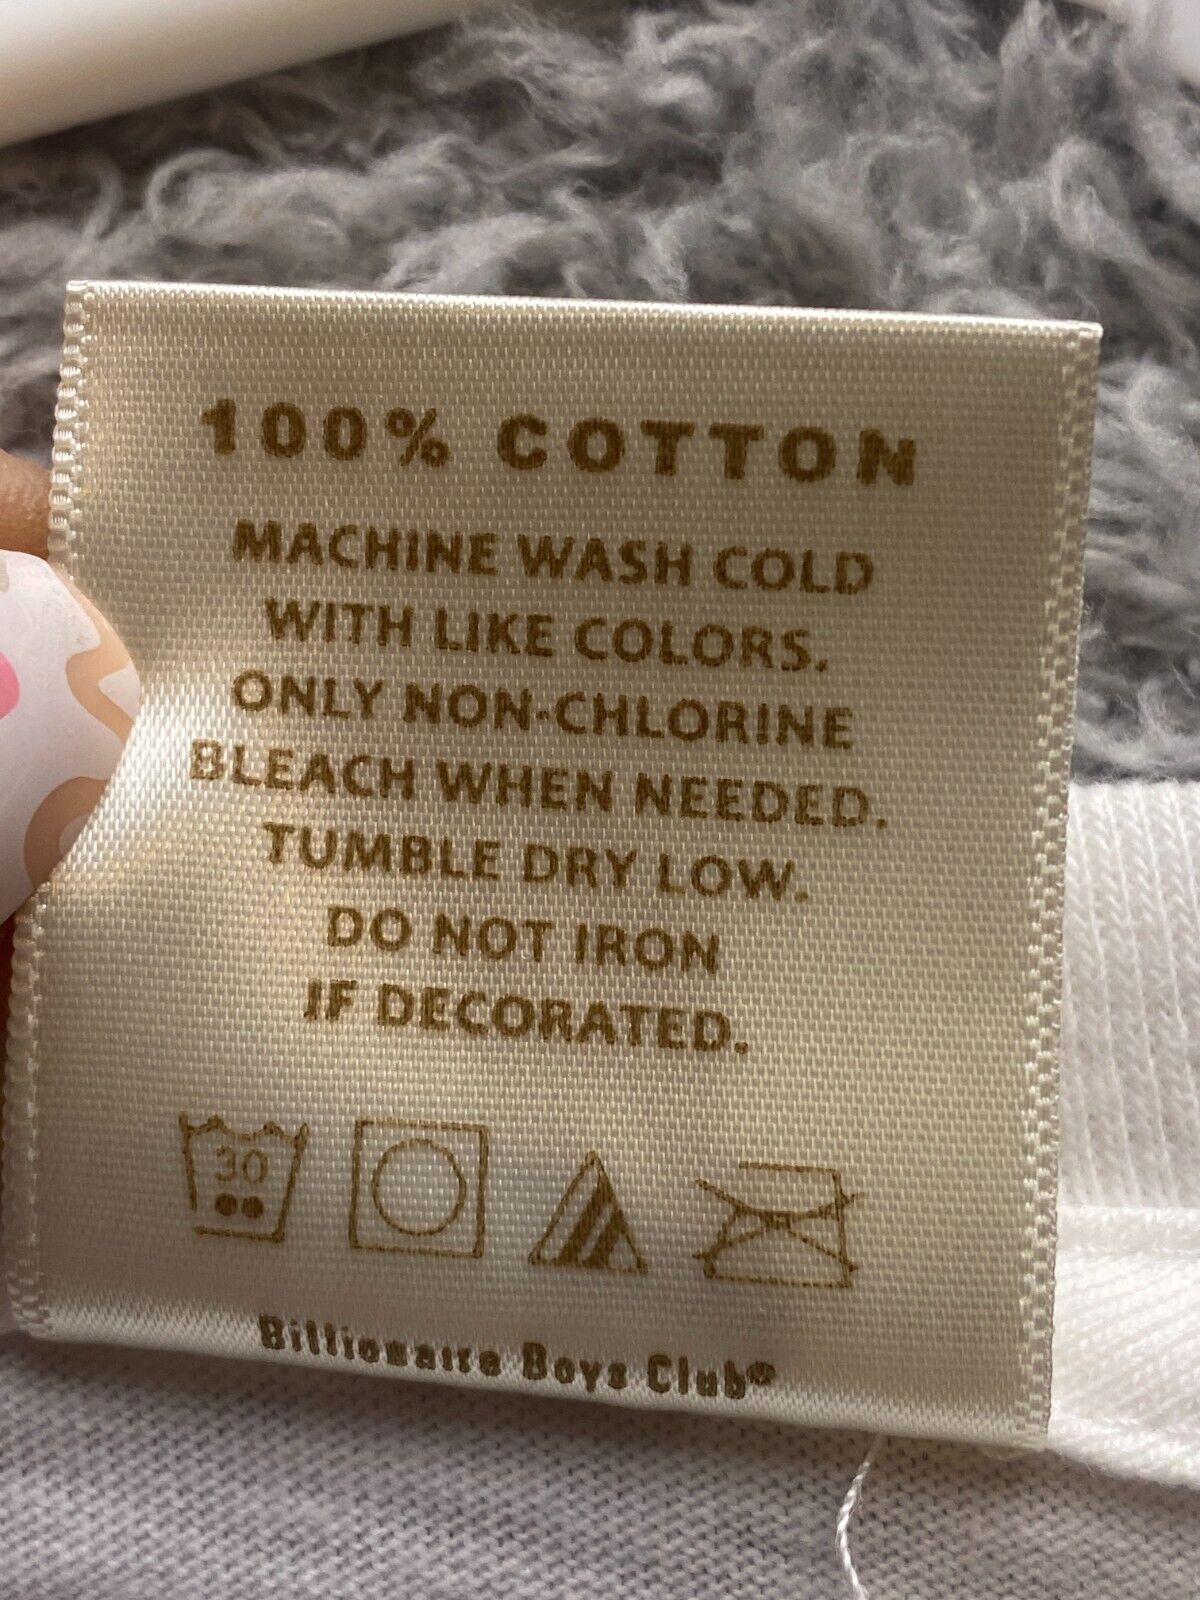 100% COTTON
MACHINE WASH COLD
WITH LIKE COLORS.
ONLY NON-CHLORINE
BLEACH WHEN NEEDED.
TUMBLE DRY LOW.
DO NOT IRON
IF DECORATED.
30
Billionaire Boys Club®